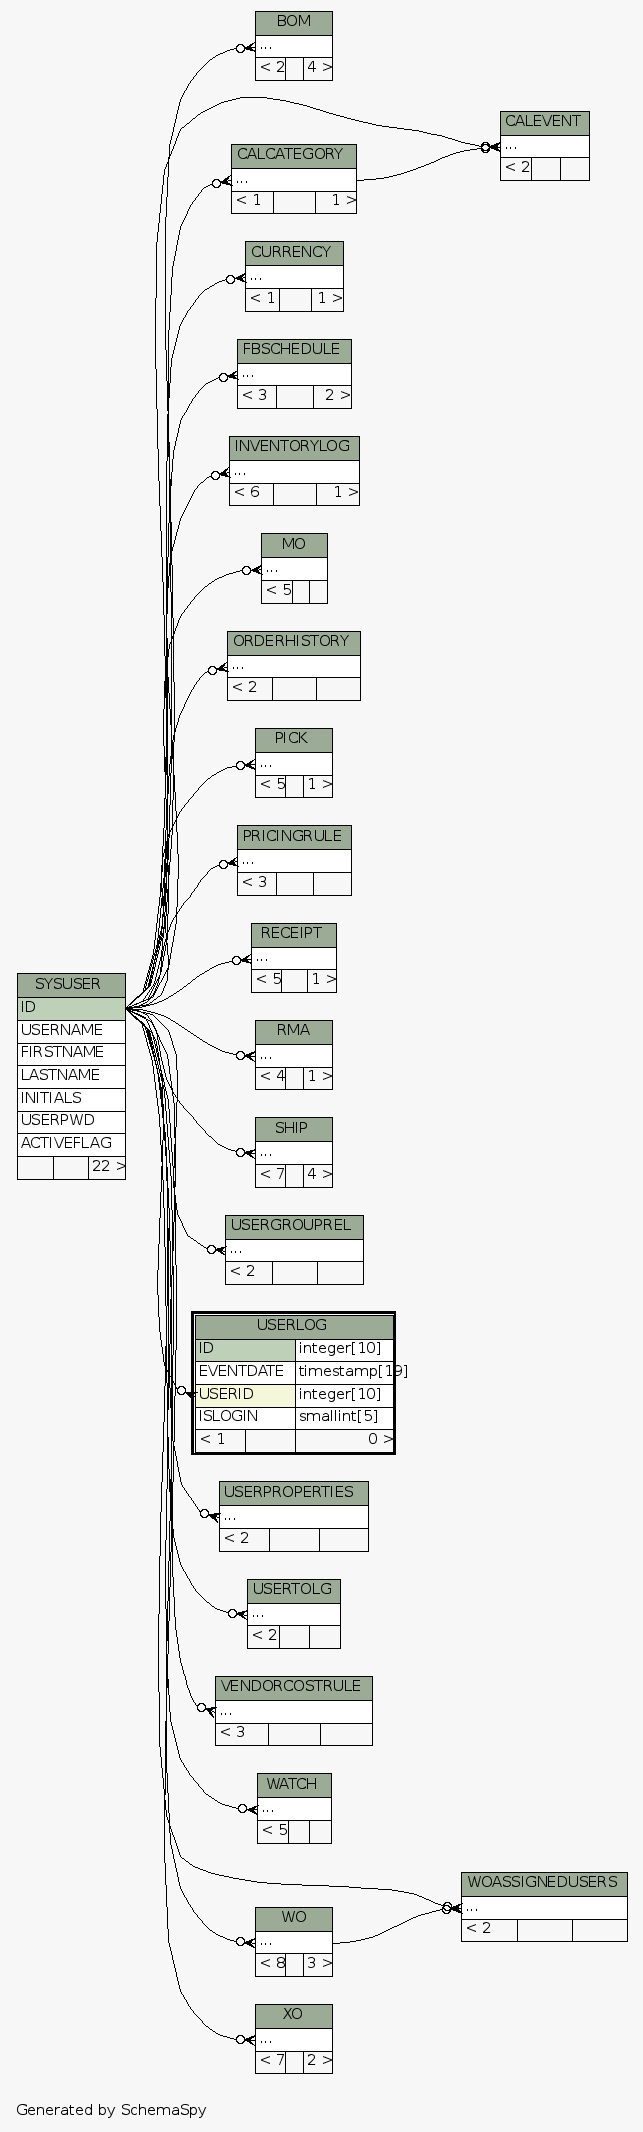 BOM
...
< 2 4 >
CALEVENT
...
< 2
CALCATEGORY
...
< 1 1 >
CURRENCY
...
< 1 1 >
FBSCHEDULE
...
< 3 2 >
INVENTORYLOG
...
< 6 1 >
MO
...
< 5
ORDERHISTORY
...
< 2
PICK
...
< 5 1 >
PRICINGRULE
...
< 3
RECEIPT
...
< 5 1 >
SYSUSER
ID
USERNAME
FIRSTNAME
LASTNAME
INITIALS
USERPWD
ACTIVEFLAG
22 >
RMA
...
< 4 1 >
SHIP
...
< 7 4 >
USERGROUPREL
...
< 2
USERLOG
ID integer[10]
EVENTDATE timestamp[19]
USERID integer[10]
ISLOGIN smallint[5]
< 1 0 >
USERPROPERTIES
...
< 2
USERTOLG
...
< 2
VENDORCOSTRULE
...
< 3
WATCH
...
< 5
WOASSIGNEDUSERS
...
< 2
WO
...
< 8 3 >
XO
...
< 7 2 >
Generated by SchemaSpy